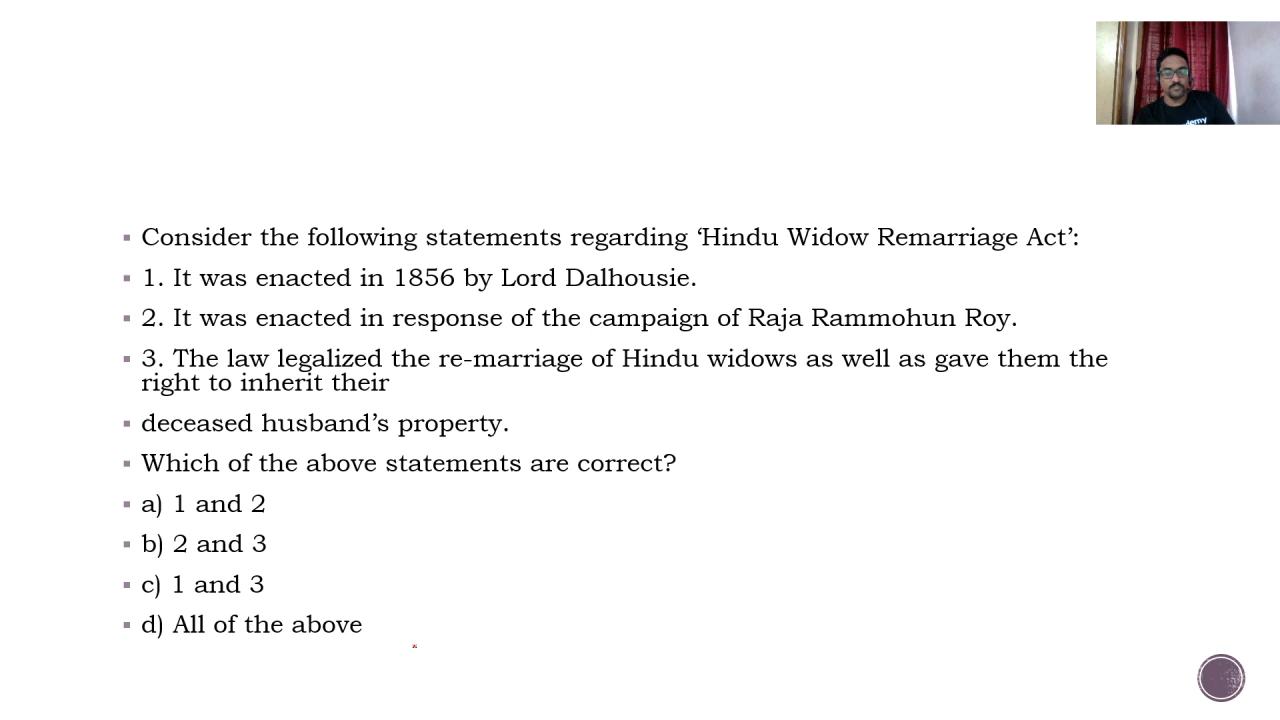 Consider the following statements regarding ‘Hindu Widow Remarriage Act’:
1. It was enacted in 1856 by Lord Dalhousie.
2. It was enacted in response of the campaign of Raja Rammohun Roy.
3. The law legalized the re-marriage of Hindu widows as well as gave them the
right to inherit their
deceased husband’s property.
Which of the above statements are correct?
a) 1 and 2
b) 2 and 3
c) 1 and 3
d) All of the above